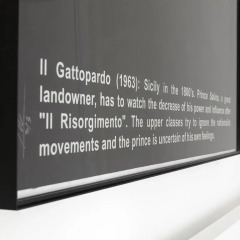 Il Gattopardo (1963): Sicily in the 1860's. Prince Salina, a good
landowner, has to watch the decrease of his power and influence after
"Il Risorgimento". The upper classes try to ignore the nationale
movements and the prince is uncertain of his own feelings.